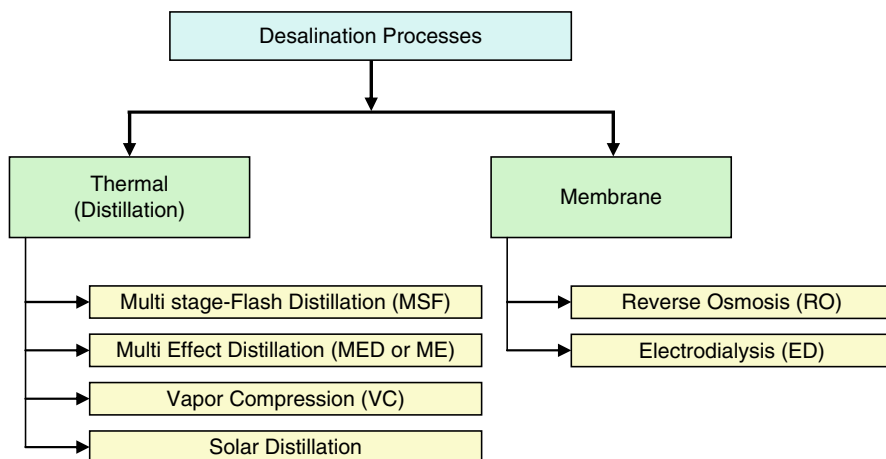 Desalination Processes
Thermal
(Distillation)
Multi stage-Flash Distillation (MSF)
Multi Effect Distillation (MED or ME)
Vapor Compression (VC)
Solar Distillation
Membrane
Reverse Osmosis (RO)
Electrodialysis (ED)